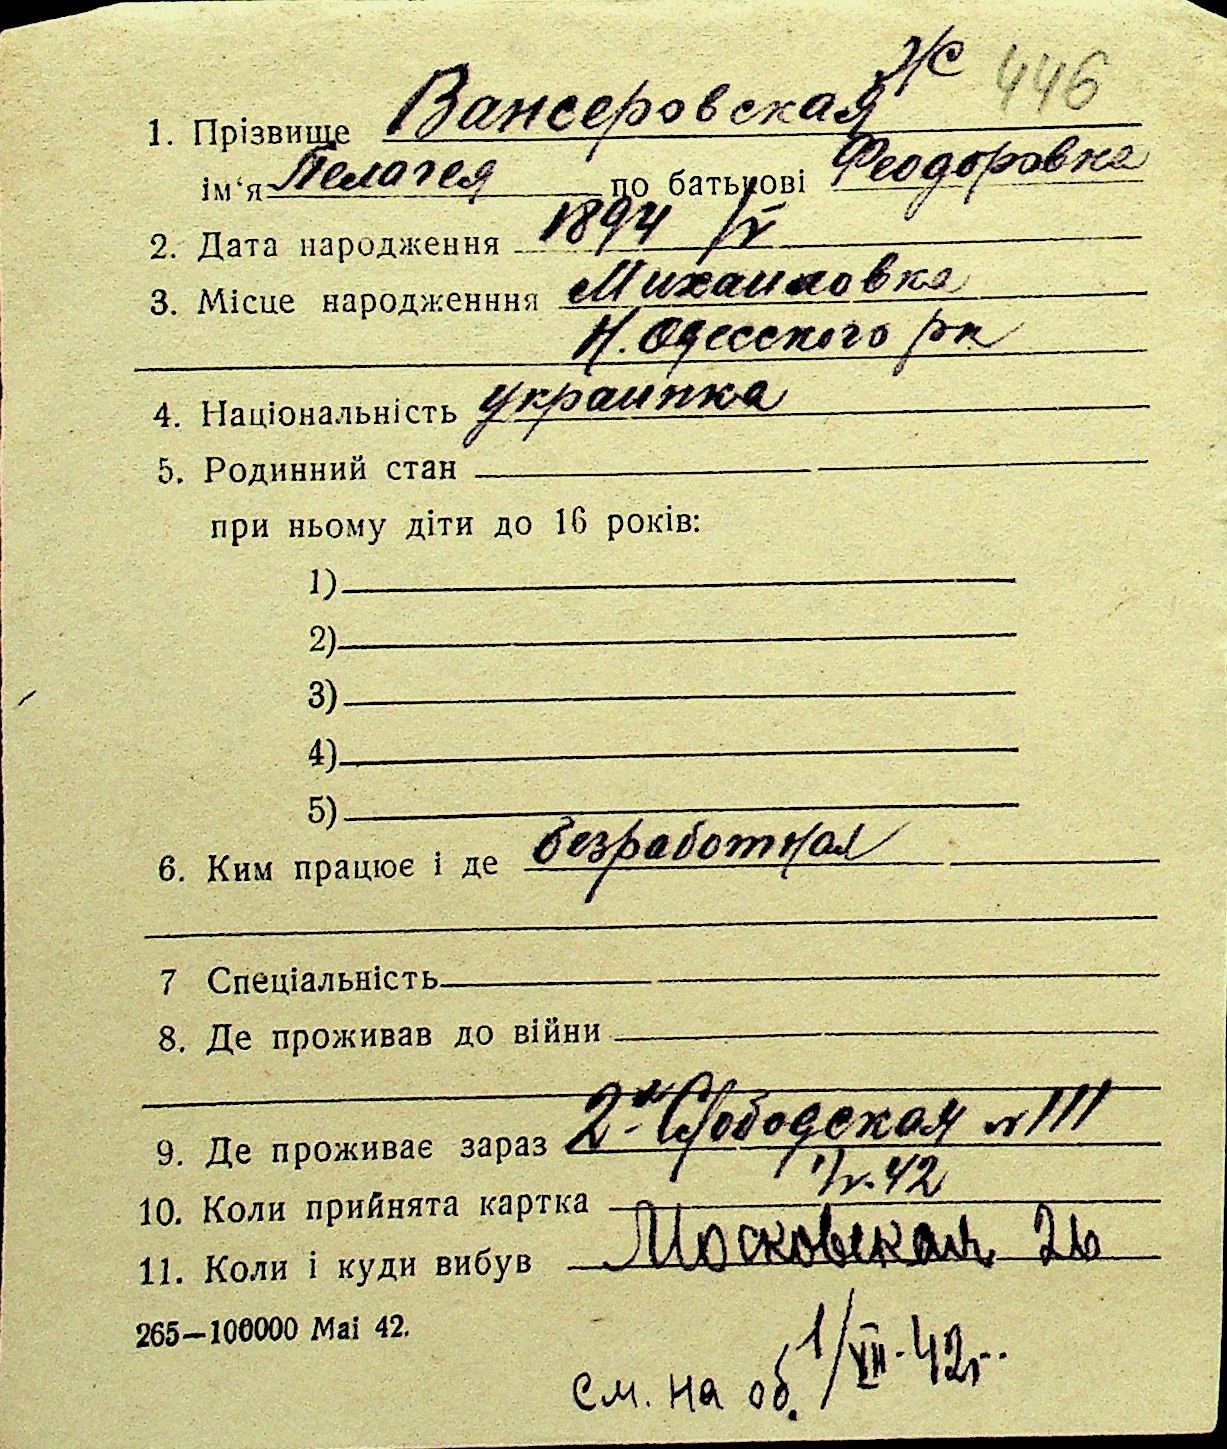 Ж 446
1. Прізвище Вансеровская
ім‘я Пелагея по батькові Феодоровна
2. Дата народження 1894 /V
3. Місце народженння Михаиловка
Н. Одесского рн
4. Національність украинка
5. Родинний стан
при ньому діти до 16 років:
1)
2)
3)
4)
5)
6. Ким працює і де безработная
7 Спеціальність
8. Де проживав до війни
9. Де проживає зараз 2-я Слободская № 111
10. Коли прийнята картка 1/V. 42
11. Коли і куди вибув Московская 26
265—100000 Маі 42.
1/VII-42г.
см. на об.